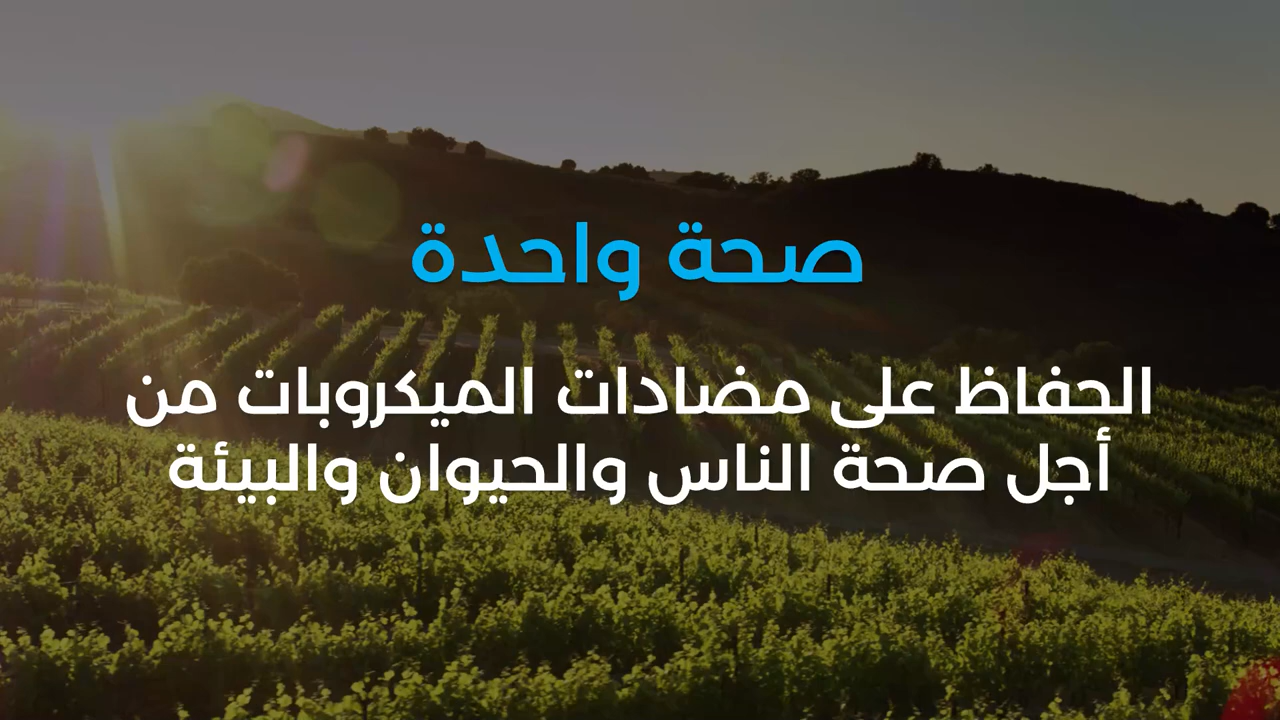 صحة واحدة
الحفاظ على مضادات الميكروبات من
أجل صحة الناس والحيوان والبيئة